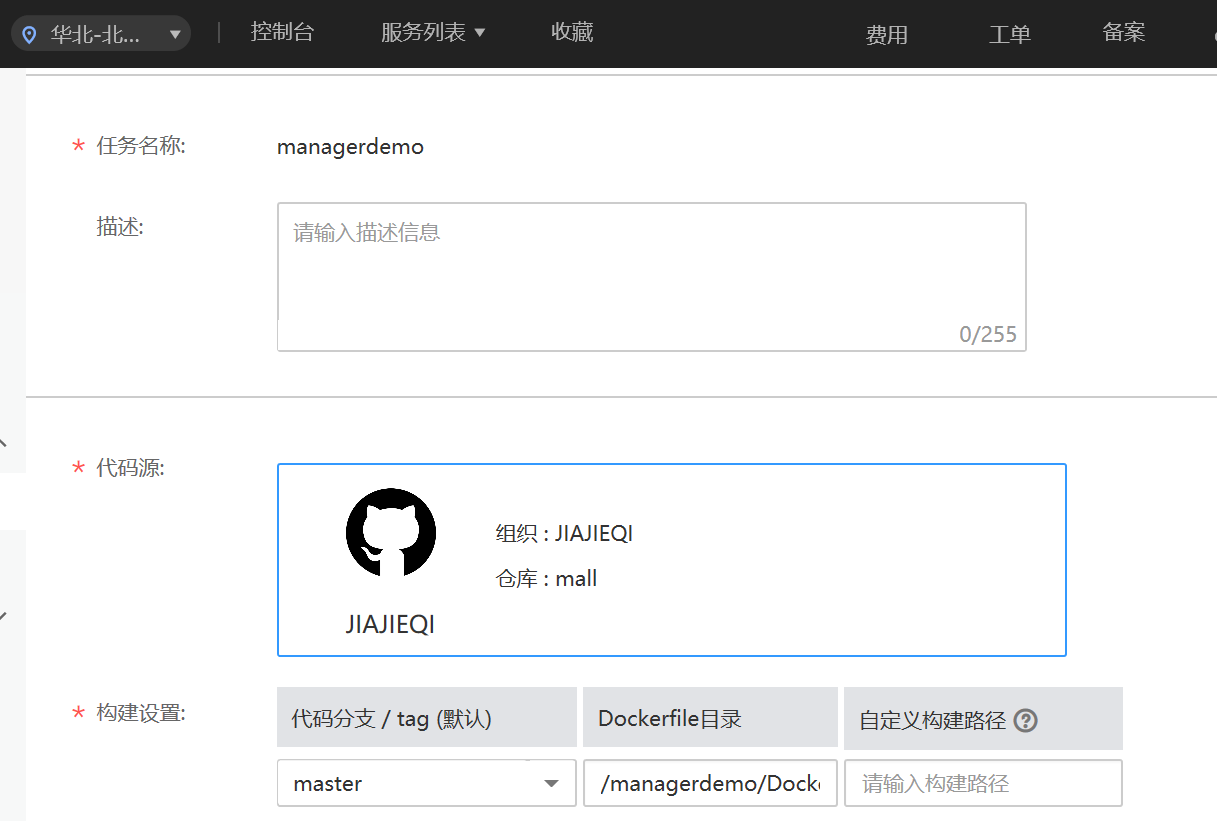 华北-北... 控制台 服务列表 收藏 费用 工单 备案
* 任务名称: managerdemo
描述: 请输入描述信息
0/255
* 代码源:
组织 : JIAJIEQI
仓库 : mall
JIAJIEQI
* 构建设置: 代码分支 / tag (默认) Dockerfile目录 自定义构建路径 ?
master /managerdemo/Docke 请输入构建路径